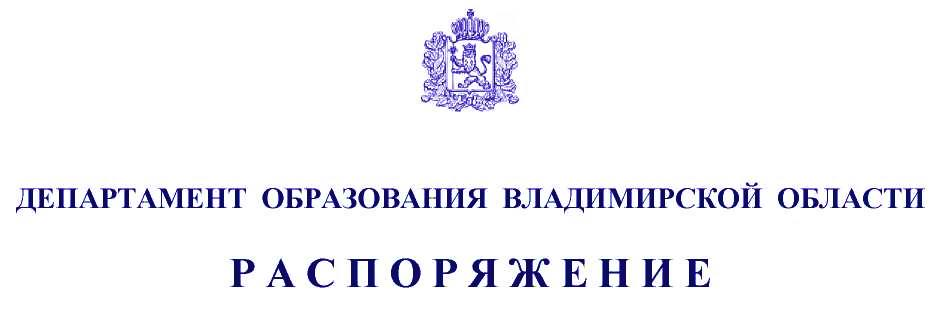 ДЕПАРТАМЕНТ ОБРАЗОВАНИЯ ВЛАДИМИРСКОЙ ОБЛАСТИ
Р А С П О Р Я Ж Е Н И Е